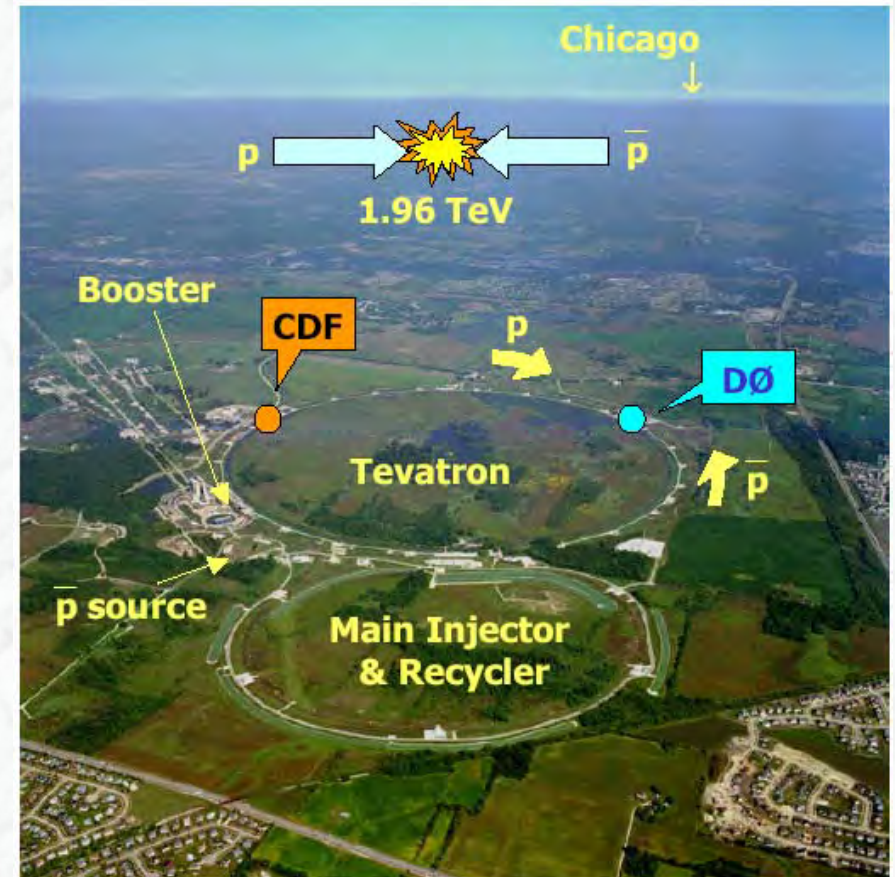 Chicago
↓
p p̅
1.96 TeV
Booster
CDF
p
DØ
Tevatron
p̅
p̅ source
Main Injector
& Recycler